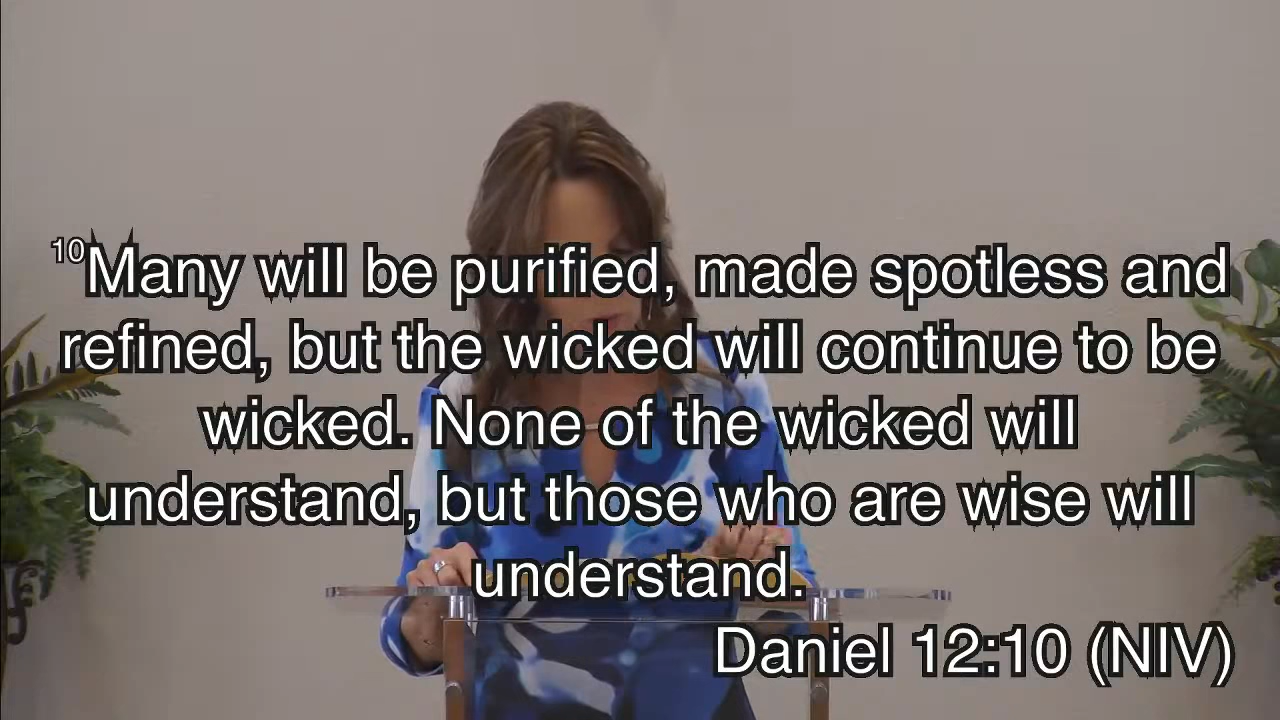 10Many will be purified, made spotless and
refined, but the wicked will continue to be
wicked. None of the wicked will
understand, but those who are wise will
understand.
Daniel 12:10 (NIV)